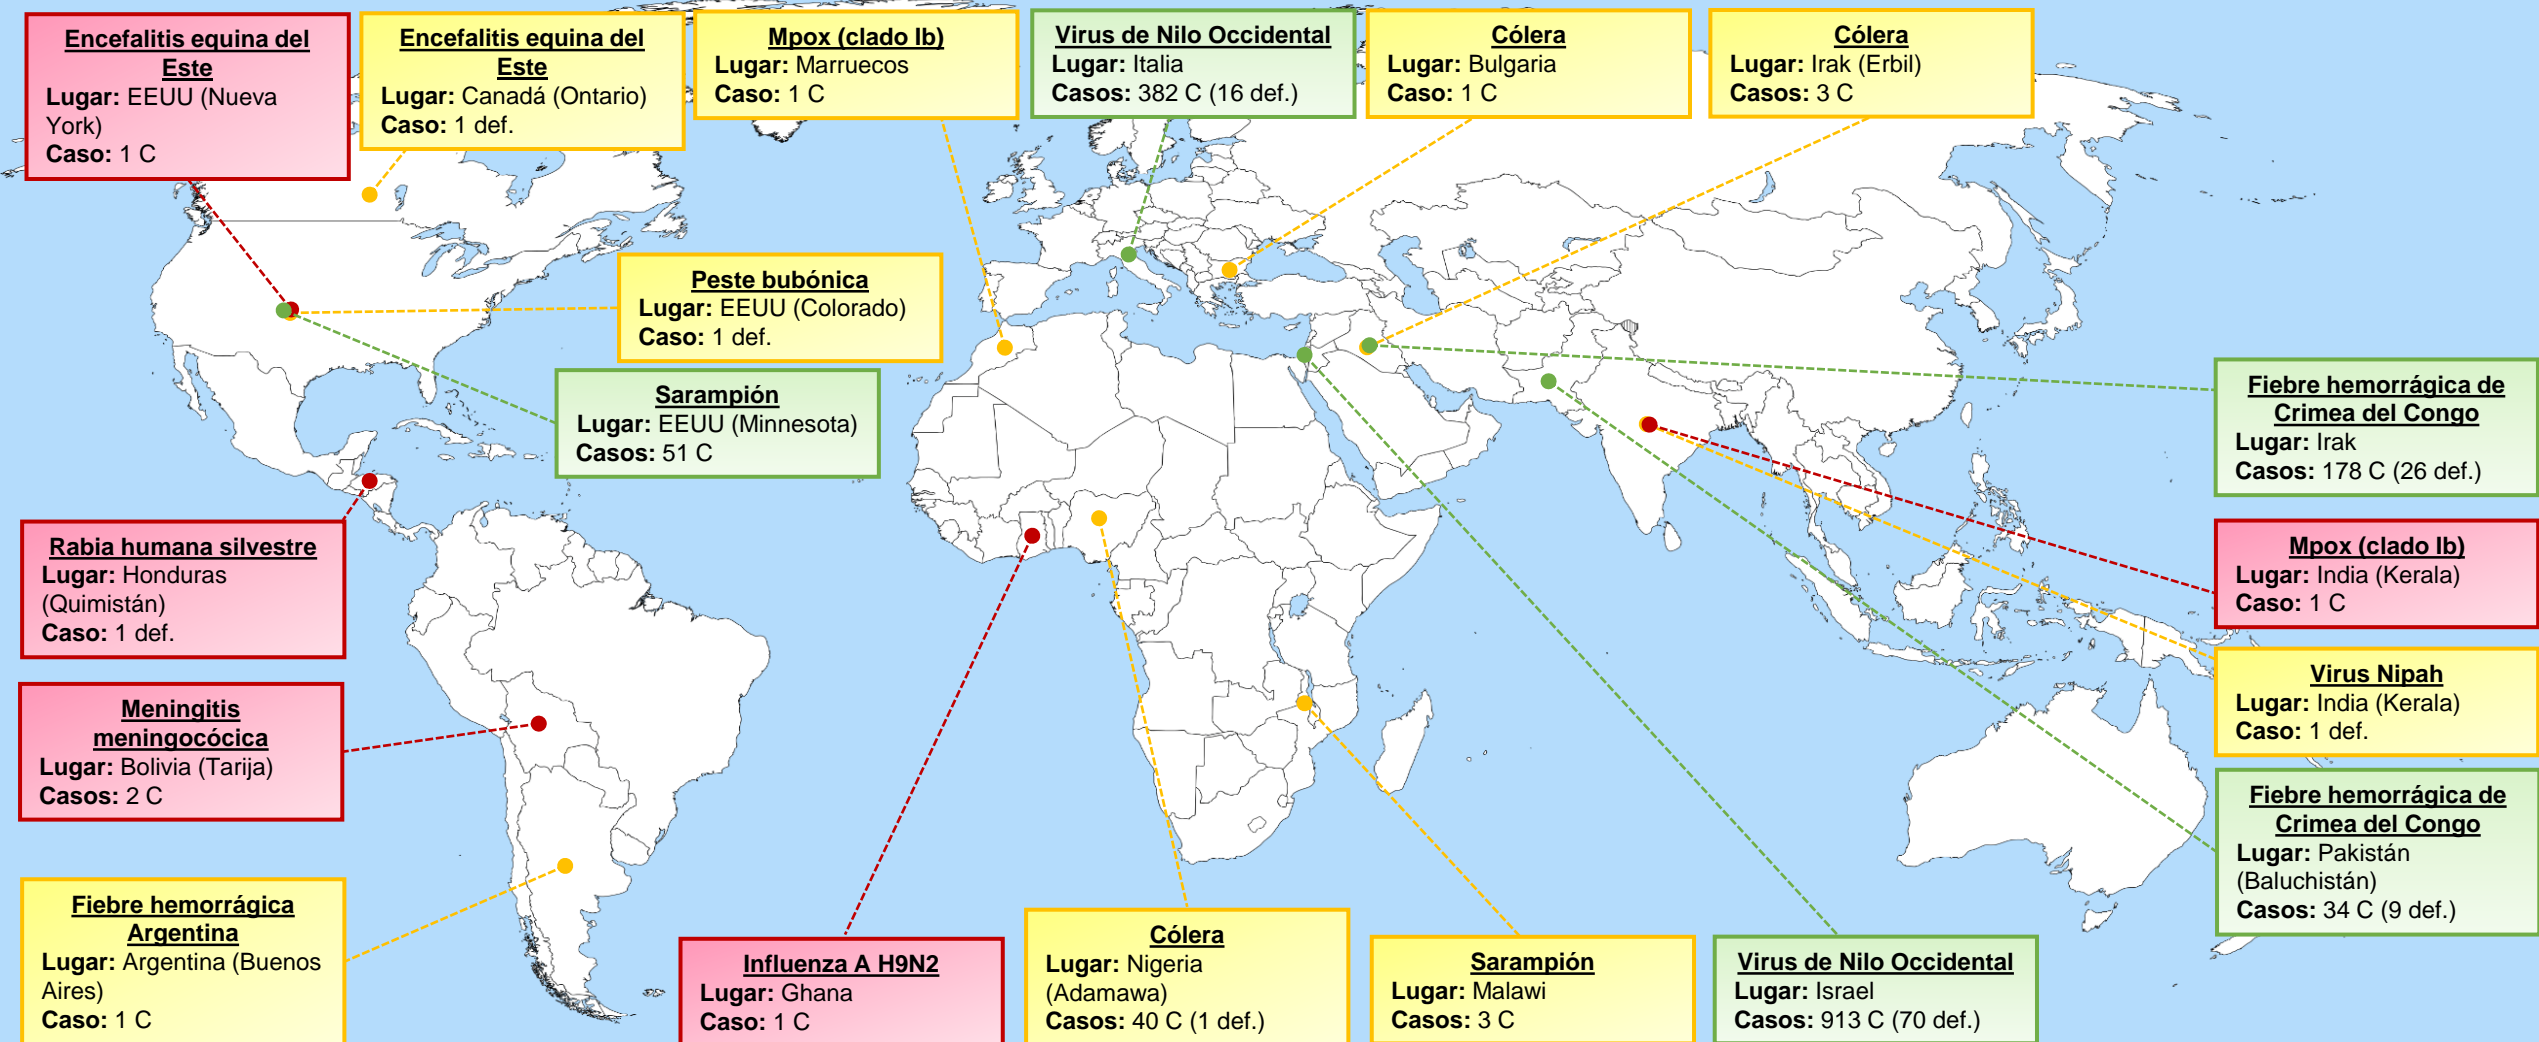 Encefalitis equina del
Este
Lugar: EEUU (Nueva
York)
Caso: 1 C
Encefalitis equina del
Este
Lugar: Canadá (Ontario)
Caso: 1 def.
Mpox (clado Ib)
Lugar: Marruecos
Caso: 1 C
Virus de Nilo Occidental
Lugar: Italia
Casos: 382 C (16 def.)
Cólera
Lugar: Bulgaria
Caso: 1 C
Cólera
Lugar: Irak (Erbil)
Casos: 3 C
Peste bubónica
Lugar: EEUU (Colorado)
Caso: 1 def.
Sarampión
Lugar: EEUU (Minnesota)
Casos: 51 C
Fiebre hemorrágica de
Crimea del Congo
Lugar: Irak
Casos: 178 C (26 def.)
Rabia humana silvestre
Lugar: Honduras
(Quimistán)
Caso: 1 def.
Mpox (clado Ib)
Lugar: India (Kerala)
Caso: 1 C
Virus Nipah
Lugar: India (Kerala)
Caso: 1 def.
Meningitis
meningocócica
Lugar: Bolivia (Tarija)
Casos: 2 C
Fiebre hemorrágica de
Crimea del Congo
Lugar: Pakistán
(Baluchistán)
Casos: 34 C (9 def.)
Fiebre hemorrágica
Argentina
Lugar: Argentina (Buenos
Aires)
Caso: 1 C
Influenza A H9N2
Lugar: Ghana
Caso: 1 C
Cólera
Lugar: Nigeria
(Adamawa)
Casos: 40 C (1 def.)
Sarampión
Lugar: Malawi
Casos: 3 C
Virus de Nilo Occidental
Lugar: Israel
Casos: 913 C (70 def.)